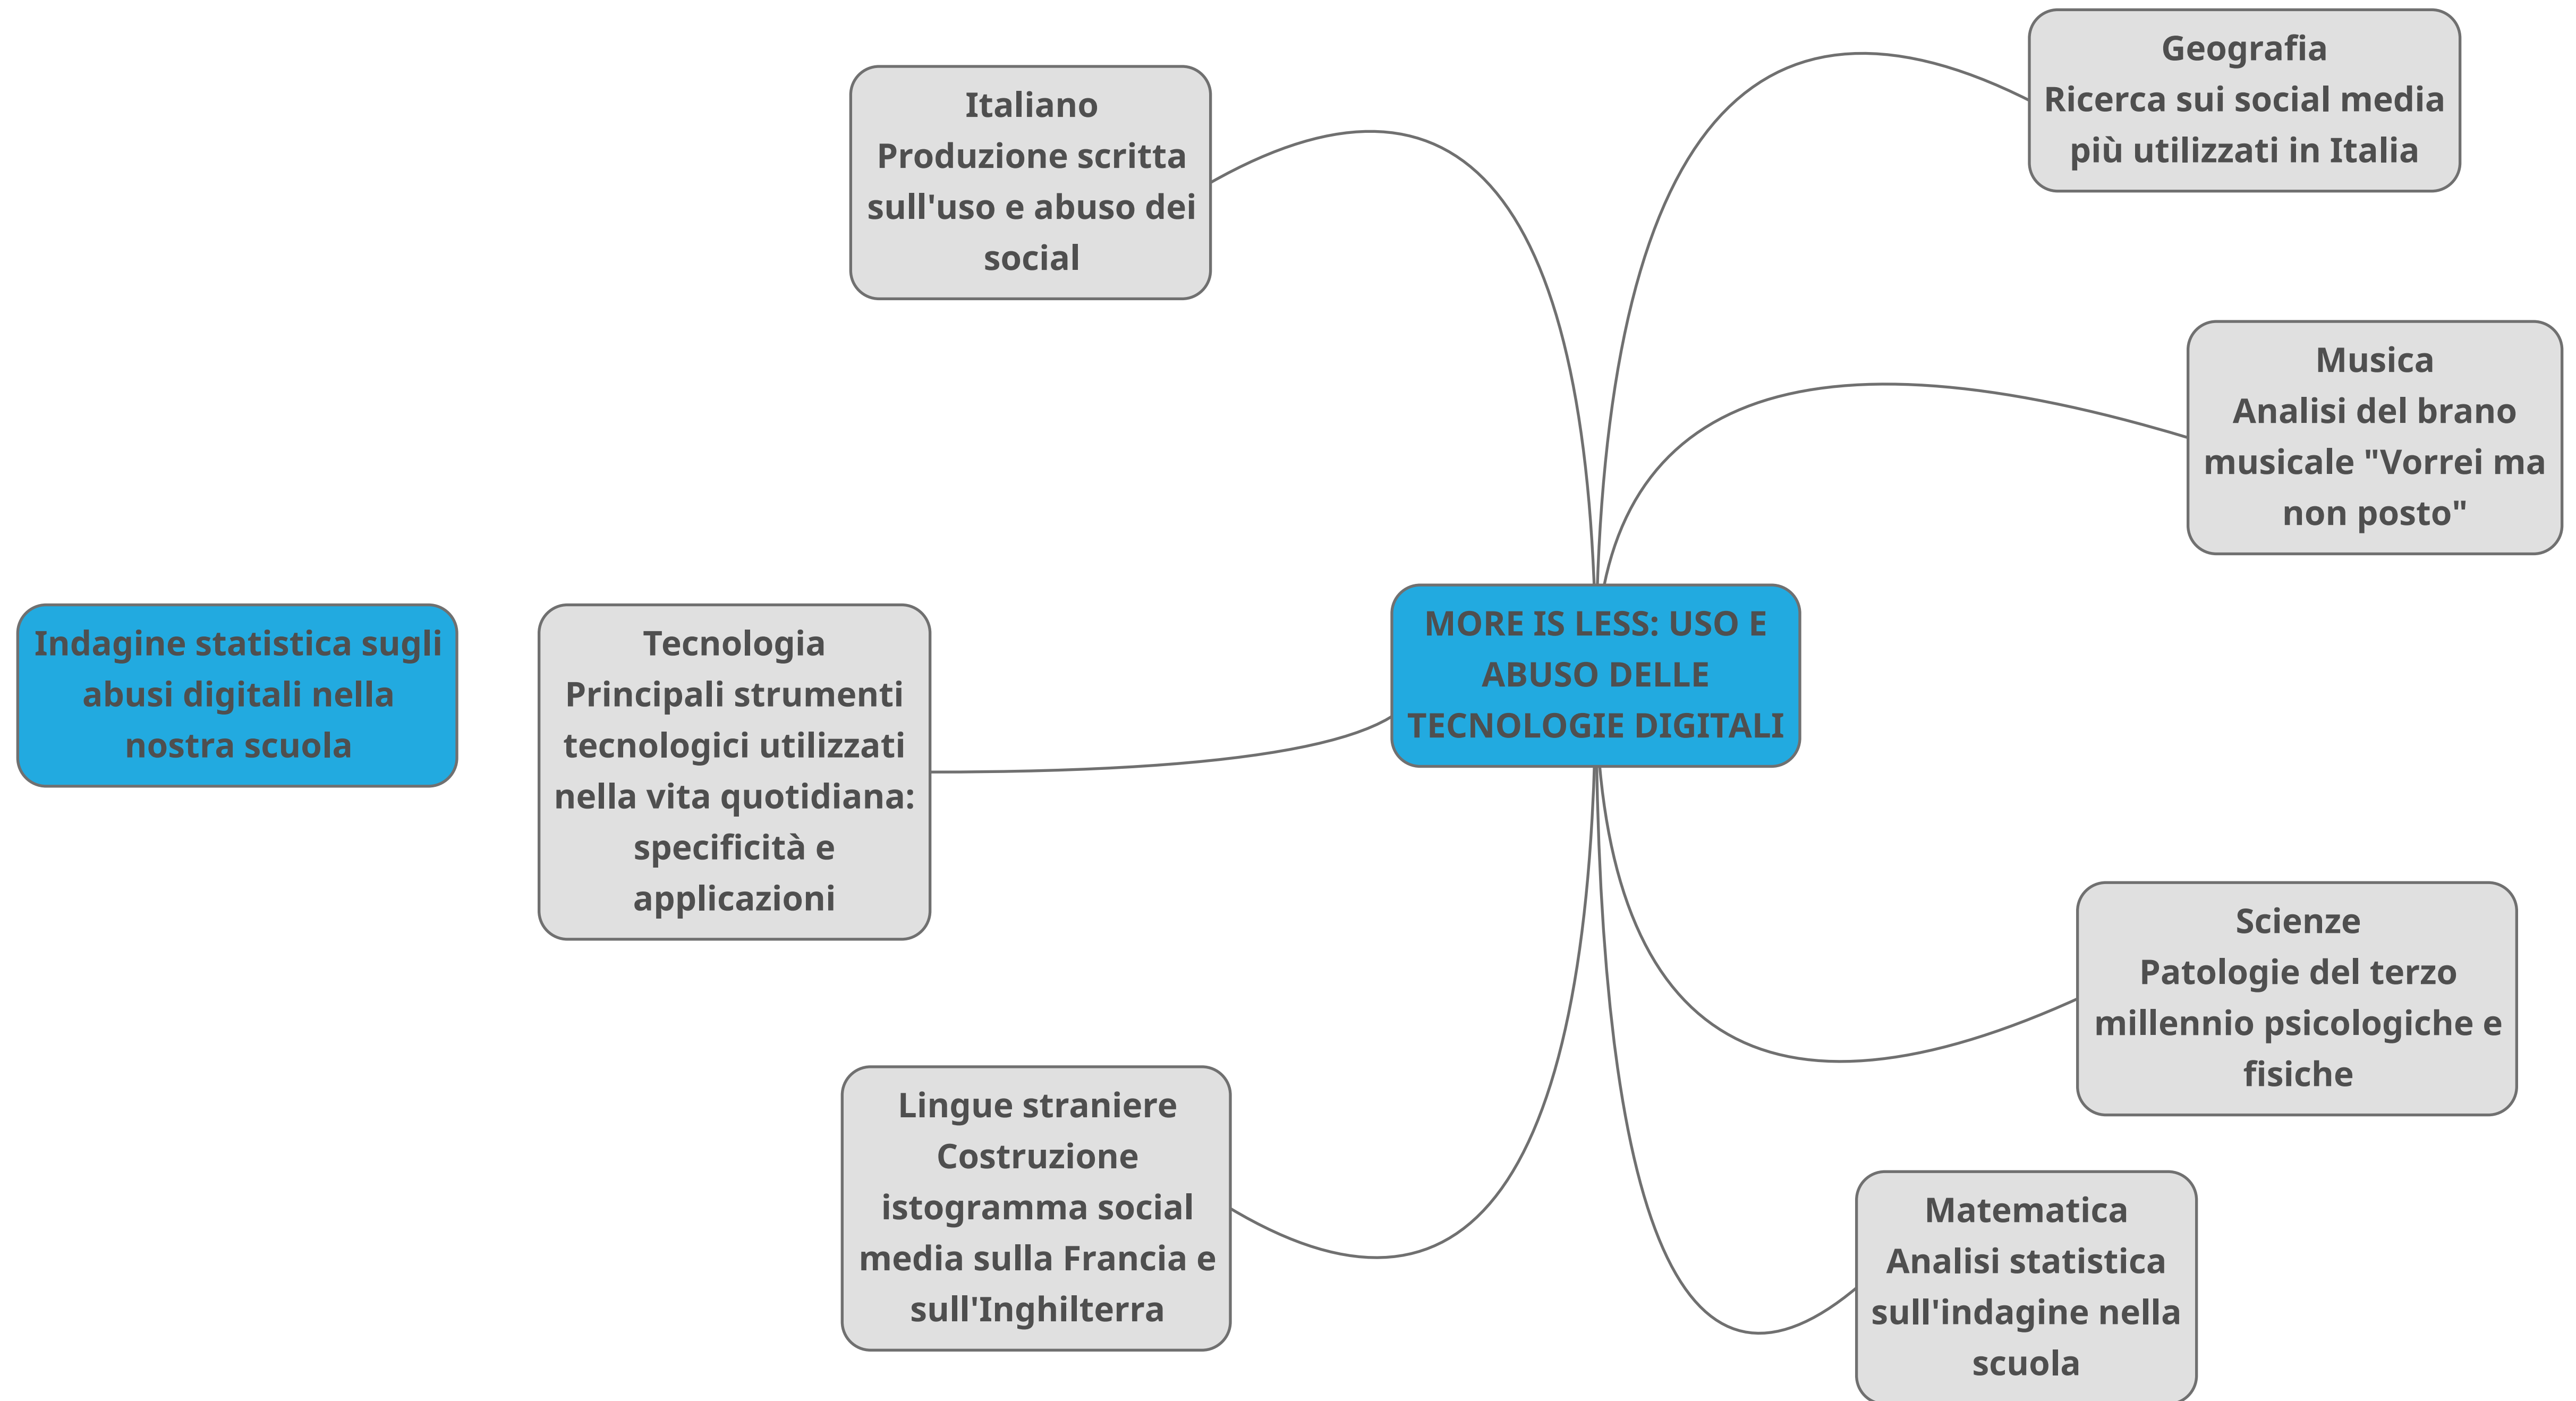 Geografia
Ricerca sui social media
più utilizzati in Italia
Italiano
Produzione scritta
sull'uso e abuso dei
social
Musica
Analisi del brano
musicale "Vorrei ma
non posto"
MORE IS LESS: USO E
ABUSO DELLE
TECNOLOGIE DIGITALI
Indagine statistica sugli
abusi digitali nella
nostra scuola
Tecnologia
Principali strumenti
tecnologici utilizzati
nella vita quotidiana:
specificità e
applicazioni
Scienze
Patologie del terzo
millennio psicologiche e
fisiche
Lingue straniere
Costruzione
istogramma social
media sulla Francia e
sull'Inghilterra
Matematica
Analisi statistica
sull'indagine nella
scuola